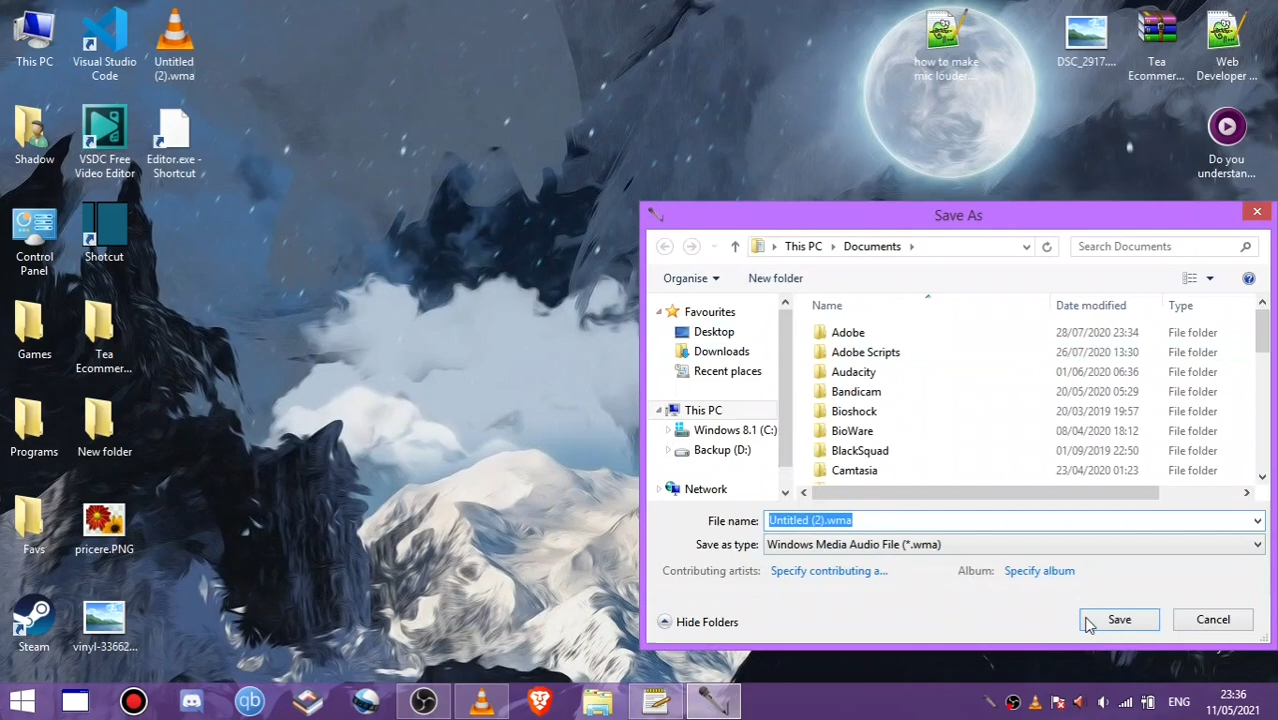 This PC
Visual Studio
Code
Untitled
(2).wma
how to make
mic louder...
DSC_2917....
Tea
Ecommer...
Web
Developer ...
Shadow
VSDC Free
Video Editor
Editor.exe -
Shortcut
Do you
understan...
Control
Panel
Shotcut
Games
Tea
Ecommer...
Programs
New folder
Favs
pricere.PNG
Steam
vinyl-33662...
Save As
This PC
Documents
Search Documents
Organise
New folder
Name
Date modified
Type
Favourites
Desktop
Downloads
Recent places
This PC
Windows 8.1 (C:)
Backup (D:)
Network
Adobe 28/07/2020 23:34 File folder
Adobe Scripts 26/07/2020 13:30 File folder
Audacity 01/06/2020 06:36 File folder
Bandicam 20/05/2020 05:29 File folder
Bioshock 20/03/2019 19:57 File folder
BioWare 08/04/2020 18:12 File folder
BlackSquad 01/09/2019 22:50 File folder
Camtasia 23/04/2020 01:23 File folder
File name: Untitled (2).wma
Save as type: Windows Media Audio File (*.wma)
Contributing artists: Specify contributing a...
Album: Specify album
Hide Folders
Save
Cancel
qb
ENG
23:36
11/05/2021